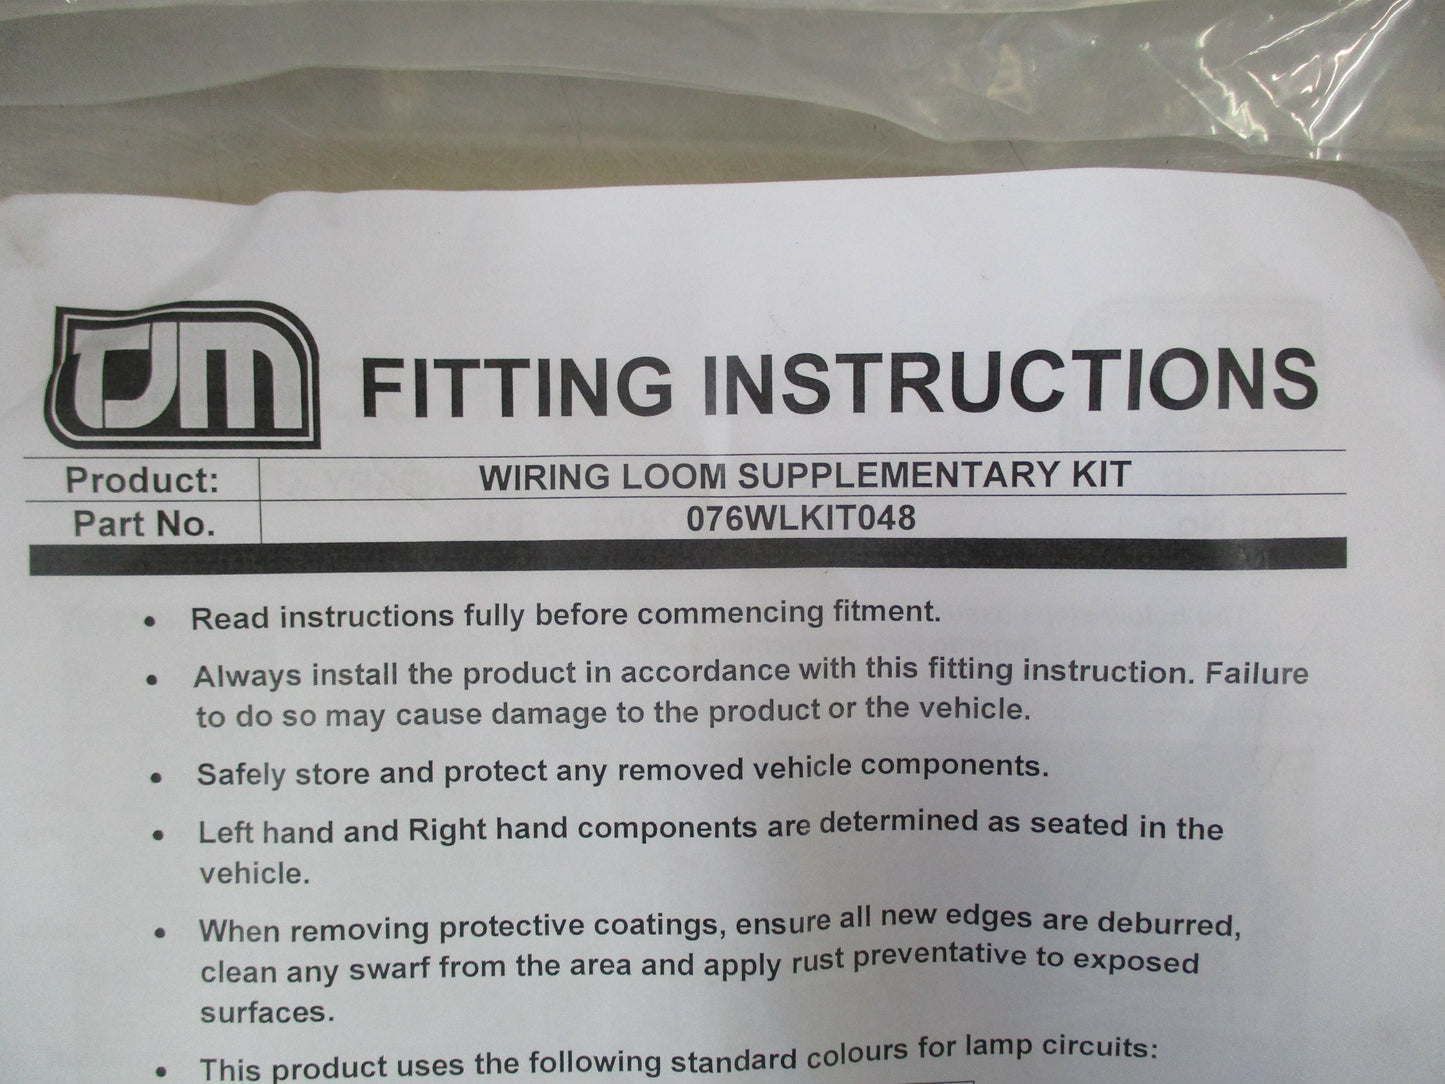 TJM
FITTING INSTRUCTIONS
Product: WIRING LOOM SUPPLEMENTARY KIT
Part No. 076WLKIT048
• Read instructions fully before commencing fitment.
• Always install the product in accordance with this fitting instruction. Failure
to do so may cause damage to the product or the vehicle.
• Safely store and protect any removed vehicle components.
• Left hand and Right hand components are determined as seated in the
vehicle.
• When removing protective coatings, ensure all new edges are deburred,
clean any swarf from the area and apply rust preventative to exposed
surfaces.
• This product uses the following standard colours for lamp circuits: